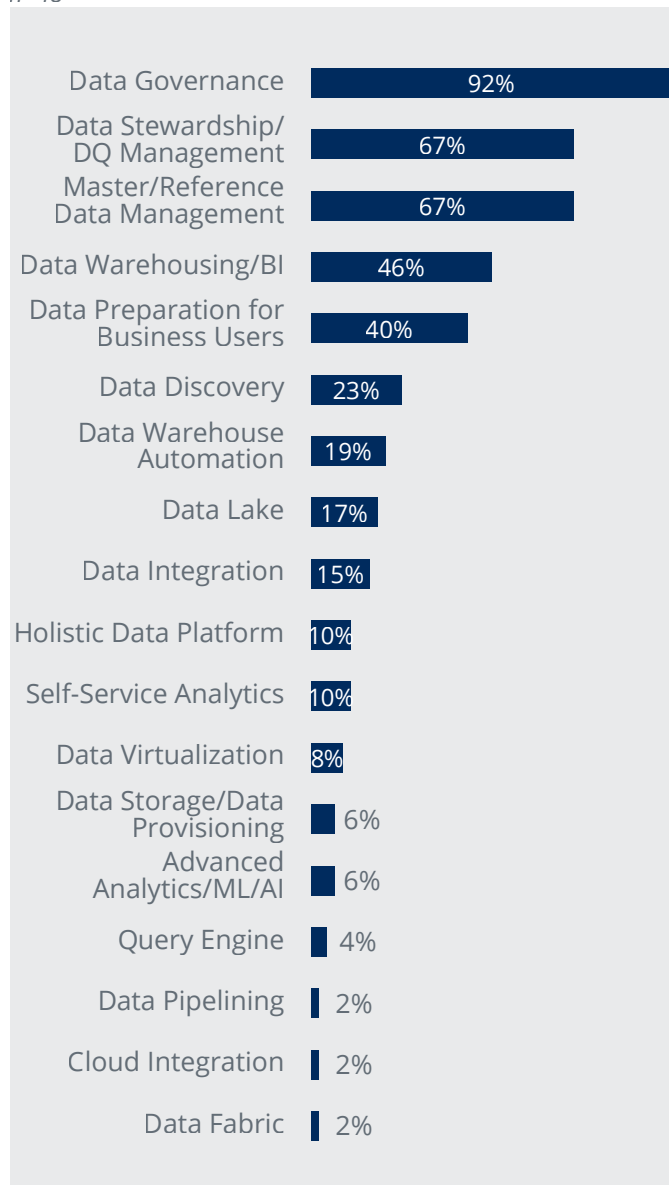 Data Governance 92%
Data Stewardship/
DQ Management 67%
Master/Reference
Data Management 67%
Data Warehousing/BI 46%
Data Preparation for
Business Users 40%
Data Discovery 23%
Data Warehouse
Automation 19%
Data Lake 17%
Data Integration 15%
Holistic Data Platform 10%
Self-Service Analytics 10%
Data Virtualization 8%
Data Storage/Data
Provisioning 6%
Advanced
Analytics/ML/AI 6%
Query Engine 4%
Data Pipelining 2%
Cloud Integration 2%
Data Fabric 2%